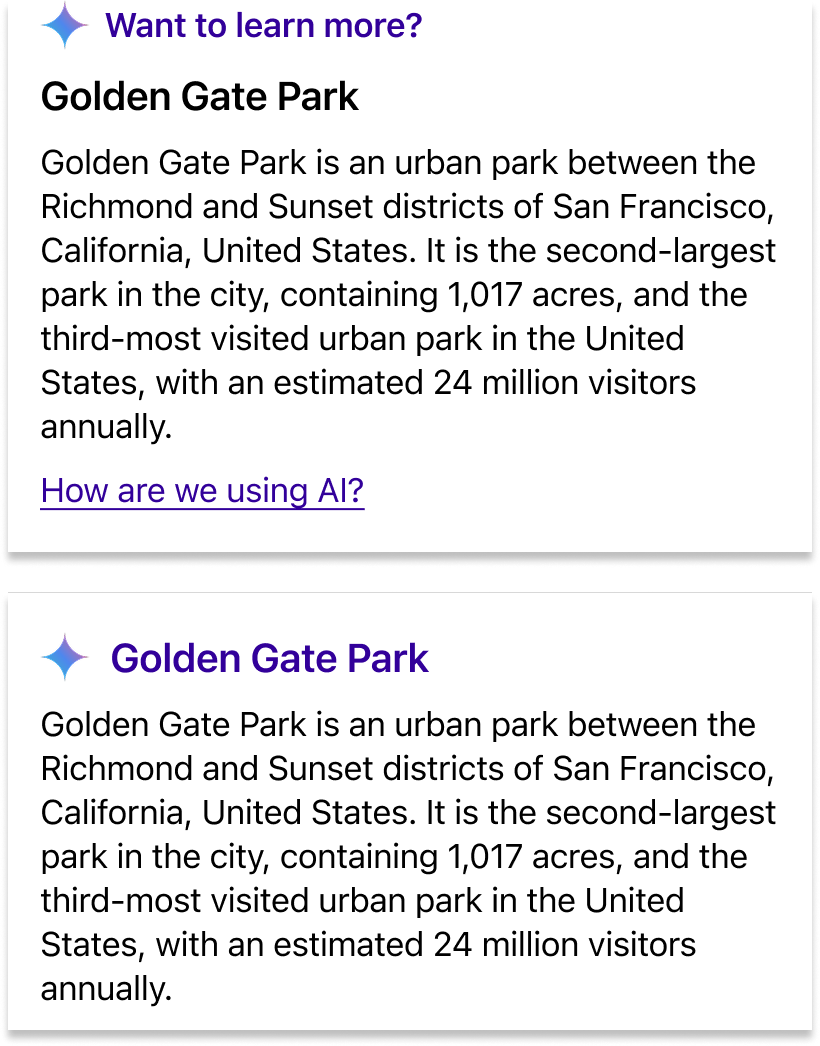 Want to learn more?
Golden Gate Park
Golden Gate Park is an urban park between the
Richmond and Sunset districts of San Francisco,
California, United States. It is the second-largest
park in the city, containing 1,017 acres, and the
third-most visited urban park in the United
States, with an estimated 24 million visitors
annually.
How are we using AI?
Golden Gate Park
Golden Gate Park is an urban park between the
Richmond and Sunset districts of San Francisco,
California, United States. It is the second-largest
park in the city, containing 1,017 acres, and the
third-most visited urban park in the United
States, with an estimated 24 million visitors
annually.